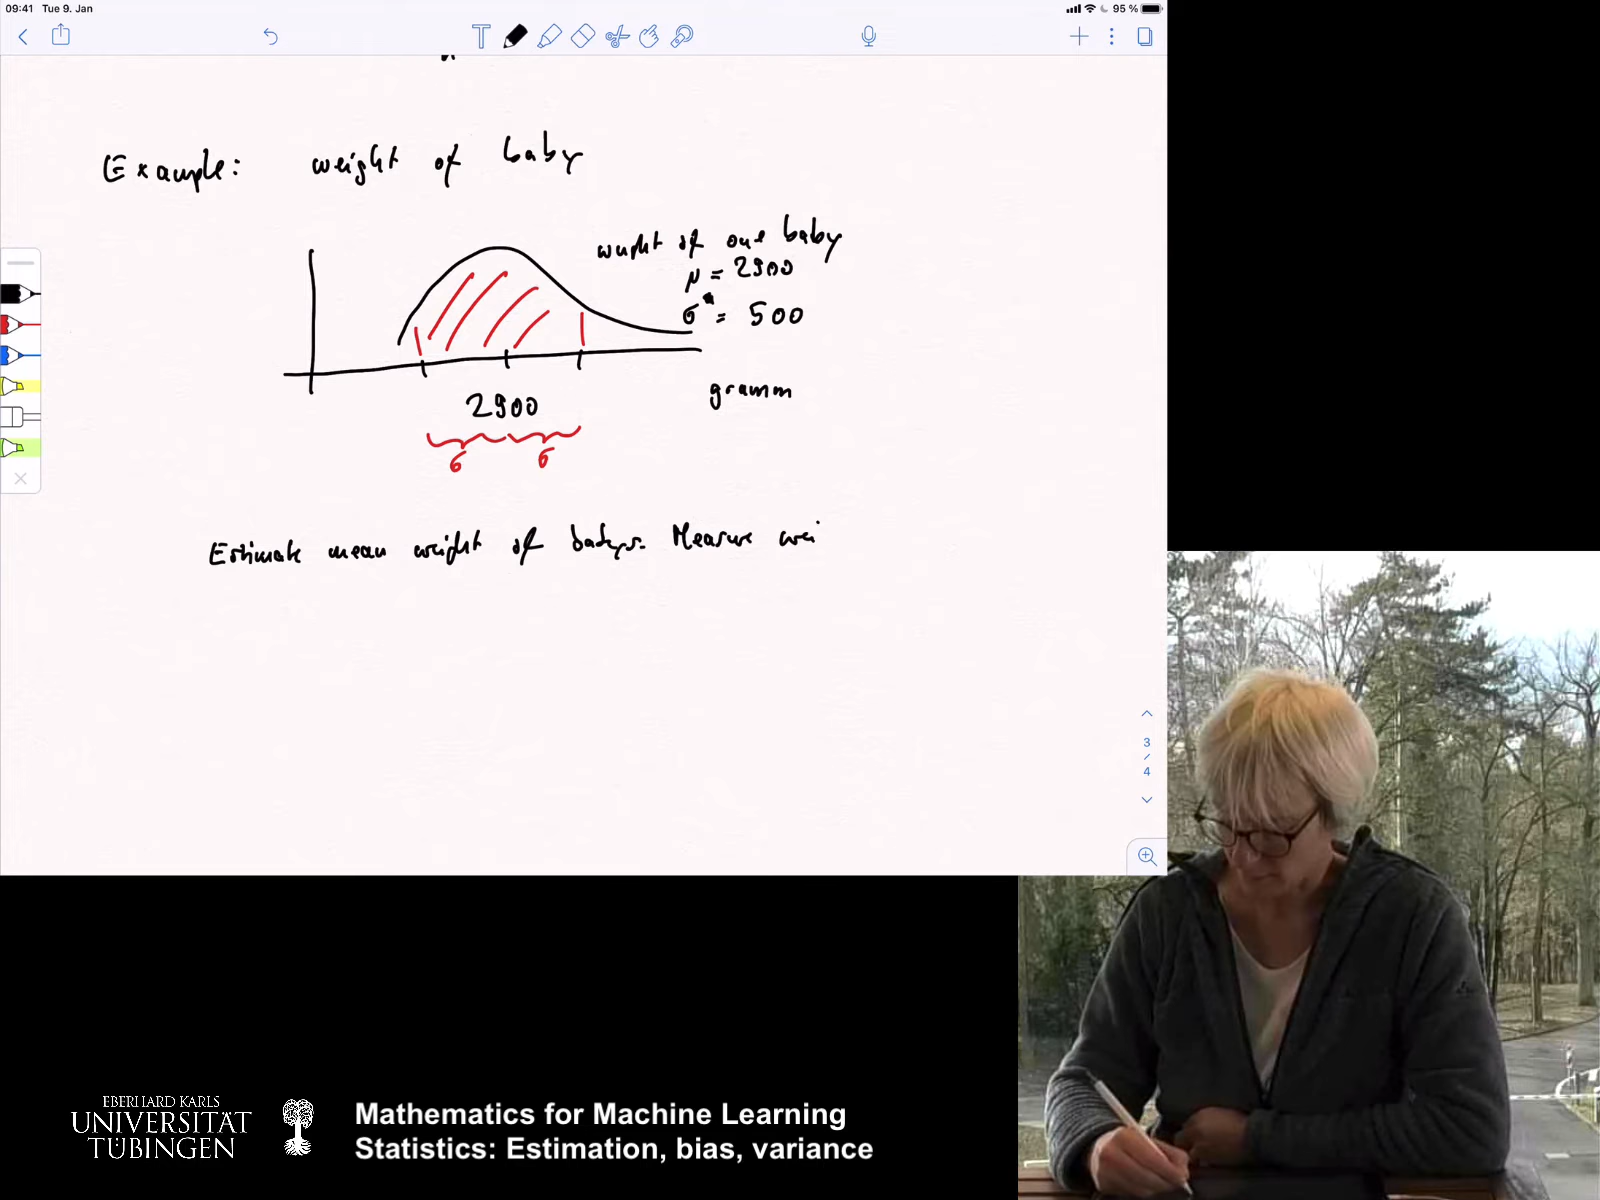 09:41 Tue 9. Jan
95 %
Example: weight of baby
weight of one baby
μ = 2900
σ = 500
2900
gramm
σ σ
Estimate mean weight of babys. Measure wei
3
/
4
EBERHARD KARLS
UNIVERSITÄT
TÜBINGEN
Mathematics for Machine Learning
Statistics: Estimation, bias, variance